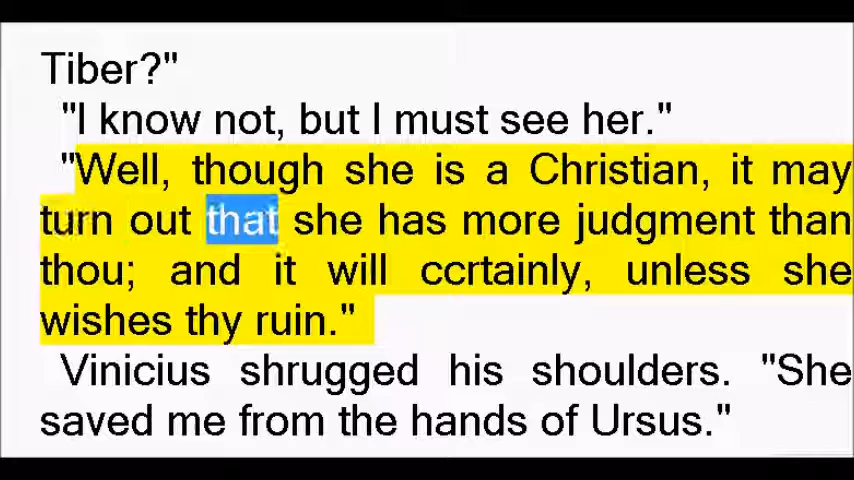 Tiber?"
"I know not, but I must see her."
"Well, though she is a Christian, it may
turn out that she has more judgment than
thou; and it will ccrtainly, unless she
wishes thy ruin."
Vinicius shrugged his shoulders. "She
saved me from the hands of Ursus."